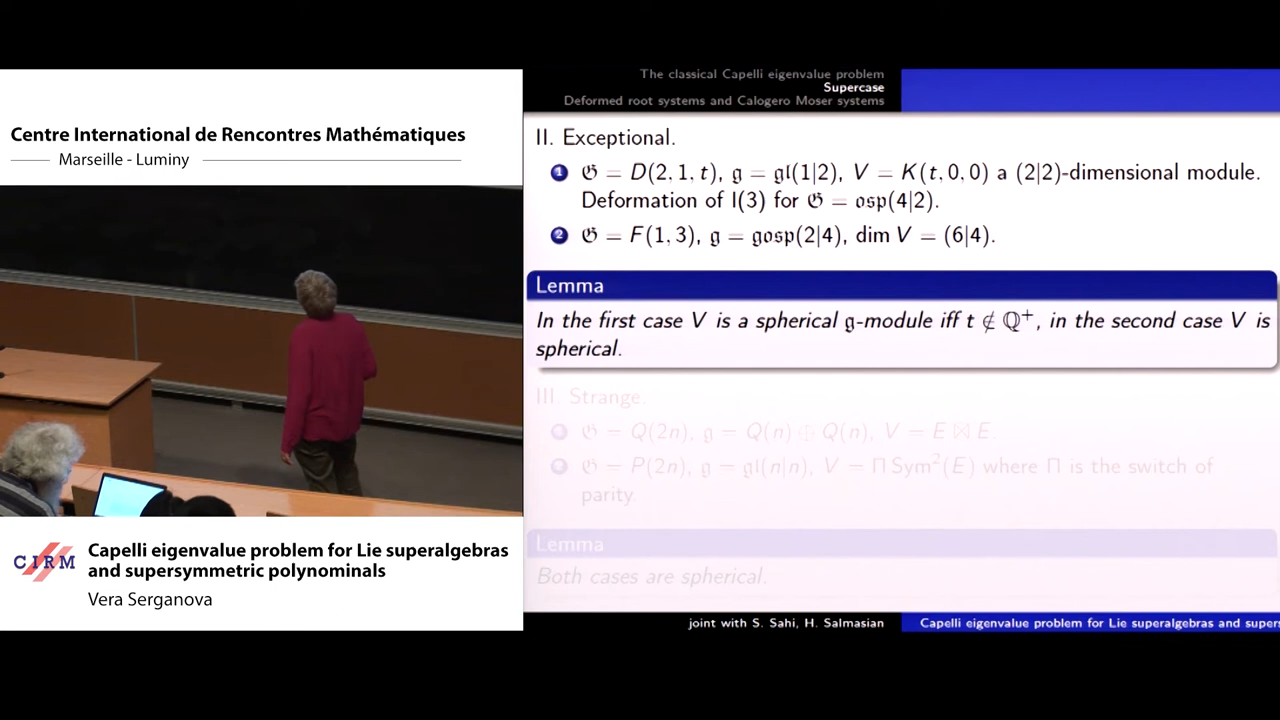 Centre International de Rencontres Mathématiques
Marseille - Luminy
CIRM
Capelli eigenvalue problem for Lie superalgebras
and supersymmetric polynominals
Vera Serganova
The classical Capelli eigenvalue problem
Supercase
Deformed root systems and Calogero Moser systems
II. Exceptional.
1 𝔊 = D(2, 1, t), 𝔤 = 𝔤𝔩(1|2), V = K(t, 0, 0) a (2|2)-dimensional module.
Deformation of I(3) for 𝔊 = 𝔬𝔰𝔭(4|2).
2 𝔊 = F(1, 3), 𝔤 = 𝔤𝔬𝔰𝔭(2|4), dim V = (6|4).
Lemma
In the first case V is a spherical 𝔤-module iff t ∉ ℚ⁺, in the second case V is
spherical.
III. Strange.
1 𝔊 = Q(2n), 𝔤 = Q(n) ⊕ Q(n), V = E ⊠ E.
2 𝔊 = P(2n), 𝔤 = 𝔤𝔩(n|n), V = Π Sym²(E) where Π is the switch of
parity.
Lemma
Both cases are spherical.
joint with S. Sahi, H. Salmasian
Capelli eigenvalue problem for Lie superalgebras and super